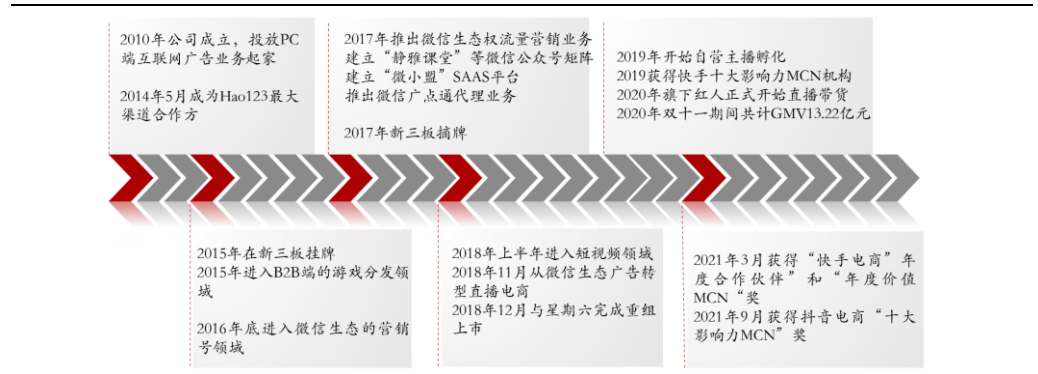 2010年公司成立，投放PC
端互联网广告业务起家
2014年5月成为Hao123最大
渠道合作方
2017年推出微信生态权流量营销业务
建立“静雅课堂”等微信公众号矩阵
建立“微小盟”SAAS平台
推出微信广点通代理业务
2017年新三板摘牌
2019年开始自营主播孵化
2019获得快手十大影响力MCN机构
2020年旗下红人正式开始直播带货
2020年双十一期间共计GMV13.22亿元
2015年在新三板挂牌
2015年进入B2B端的游戏分发领
域
2016年底进入微信生态的营销
号领域
2018年上半年进入短视频领域
2018年11月从微信生态广告转
型直播电商
2018年12月与星期六完成重组
上市
2021年3月获得“快手电商”年
度合作伙伴”和“年度价值
MCN“奖
2021年9月获得抖音电商“十大
影响力MCN”奖